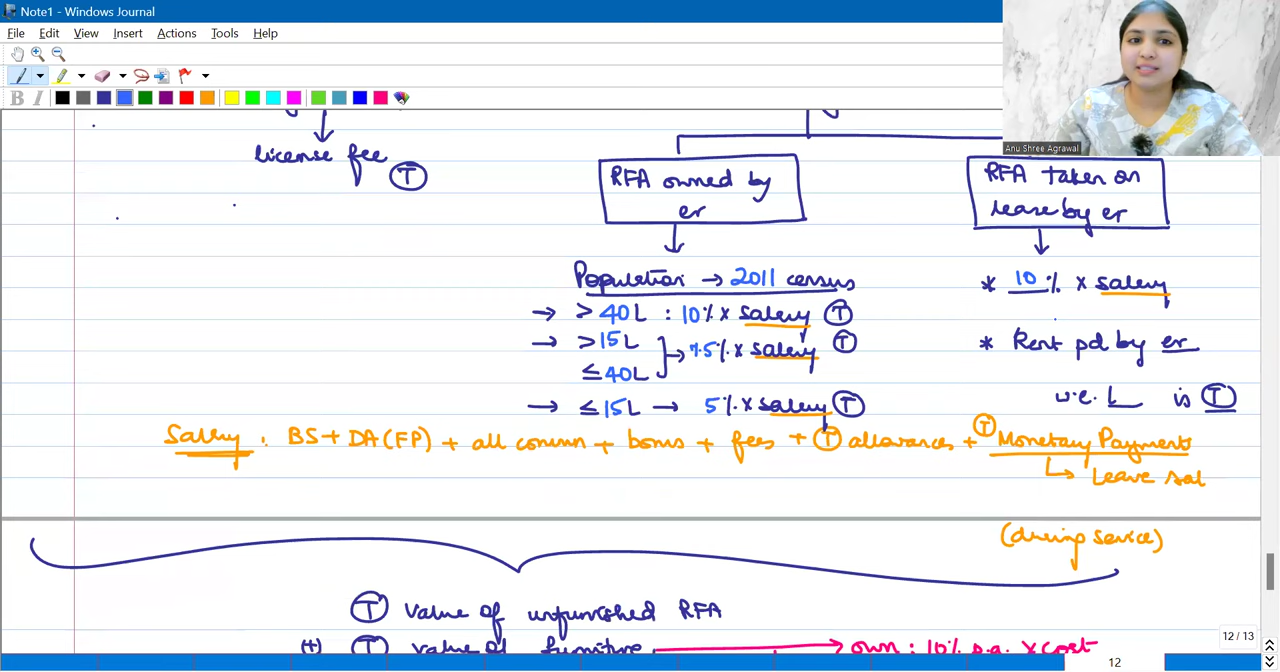 Note1 - Windows Journal
File Edit View Insert Actions Tools Help
B I
Anu Shree Agrawal
license fee
T
RFA owned by
er
RFA taken on
lease by er
Population → 2011 census
→ > 40L : 10% x salary T
→ > 15L
≤ 40L → 7.5% x salary T
→ ≤ 15L → 5% x salary T
* 10% x salary
* Rent pd by er
w.e. L is T
Salary : BS + DA (FP) + all comm + bonus + fees + T allowances + T Monetary Payments
↳ Leave sal
(during service)
T value of unfurnished RFA
(+) T value of furniture → own : 10% p.a. x cost
12 / 13
12